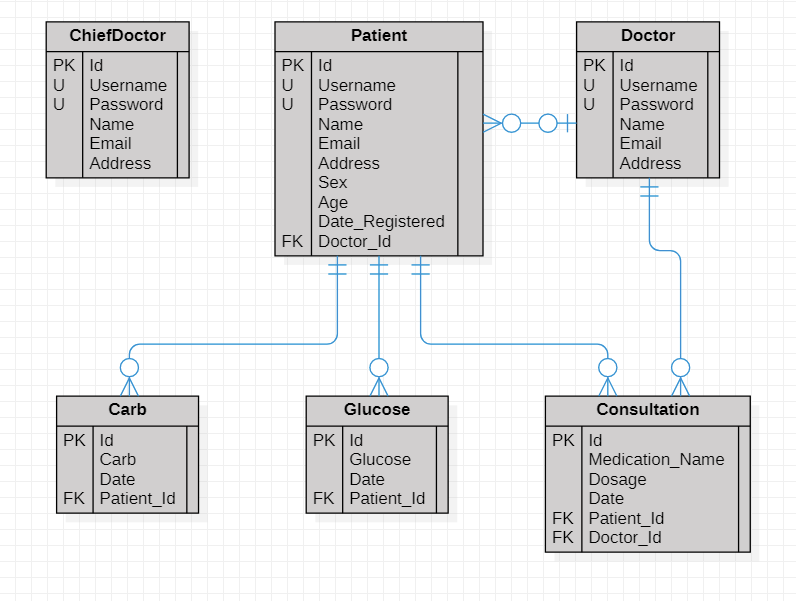 ChiefDoctor
PK Id
U Username
U Password
Name
Email
Address
Patient
PK Id
U Username
U Password
Name
Email
Address
Sex
Age
Date_Registered
FK Doctor_Id
Doctor
PK Id
U Username
U Password
Name
Email
Address
Carb
PK Id
Carb
Date
FK Patient_Id
Glucose
PK Id
Glucose
Date
FK Patient_Id
Consultation
PK Id
Medication_Name
Dosage
Date
FK Patient_Id
FK Doctor_Id